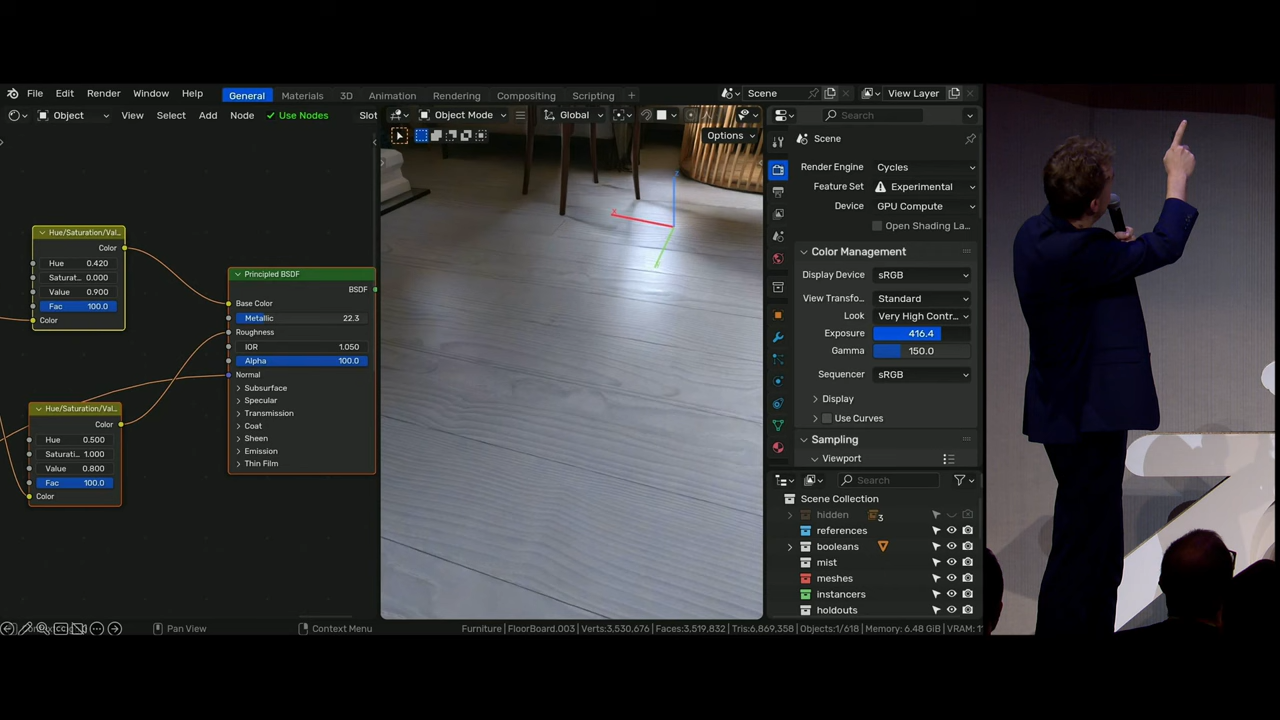 File Edit Render Window Help General Materials 3D Animation Rendering Compositing Scripting + Scene View Layer
Object View Select Add Node Use Nodes Slot Object Mode Global Search
Options
Hue/Saturation/Val...
Color
Hue 0.420
Saturat... 0.000
Value 0.900
Fac 100.0
Color
Hue/Saturation/Val...
Color
Hue 0.500
Saturati... 1.000
Value 0.800
Fac 100.0
Color
Principled BSDF
BSDF
Base Color
Metallic 22.3
Roughness
IOR 1.050
Alpha 100.0
Normal
Subsurface
Specular
Transmission
Coat
Sheen
Emission
Thin Film
Scene
Render Engine Cycles
Feature Set Experimental
Device GPU Compute
Open Shading La...
Color Management
Display Device sRGB
View Transfo... Standard
Look Very High Contr...
Exposure 416.4
Gamma 150.0
Sequencer sRGB
Display
Use Curves
Sampling
Viewport
Search
Scene Collection
hidden 3
references
booleans
mist
meshes
instancers
holdouts
Pan View Context Menu Furniture | FloorBoard.003 | Verts:3,530,676 | Faces:3,519,832 | Tris:6,869,358 | Objects:1/618 | Memory: 6.48 GiB | VRAM: 1